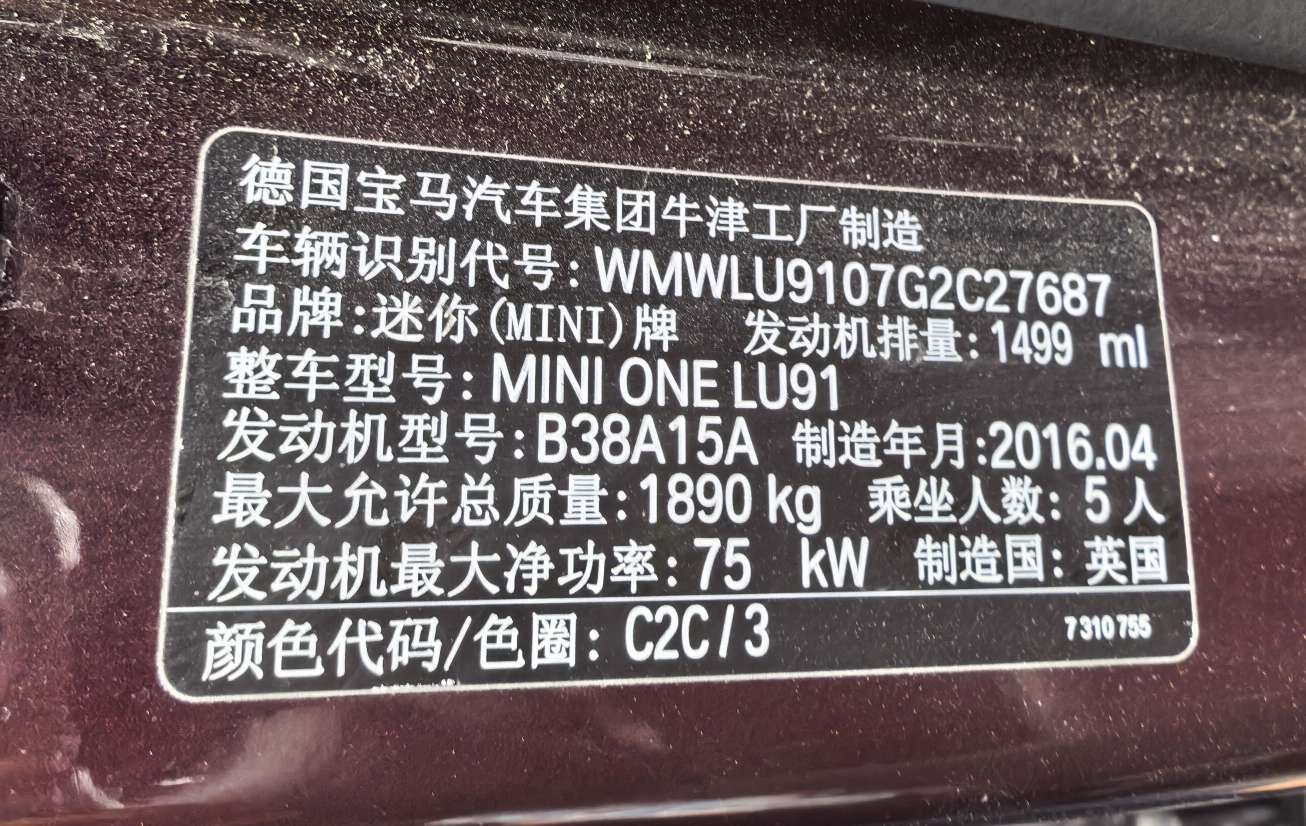 德国宝马汽车集团牛津工厂制造
车辆识别代号:WMWLU9107G2C27687
品牌:迷你(MINI)牌 发动机排量:1499 ml
整车型号:MINI ONE LU91
发动机型号:B38A15A 制造年月:2016.04
最大允许总质量:1890 kg 乘坐人数:5人
发动机最大净功率:75 kW 制造国:英国
颜色代码/色圈:C2C/3 7 310 755